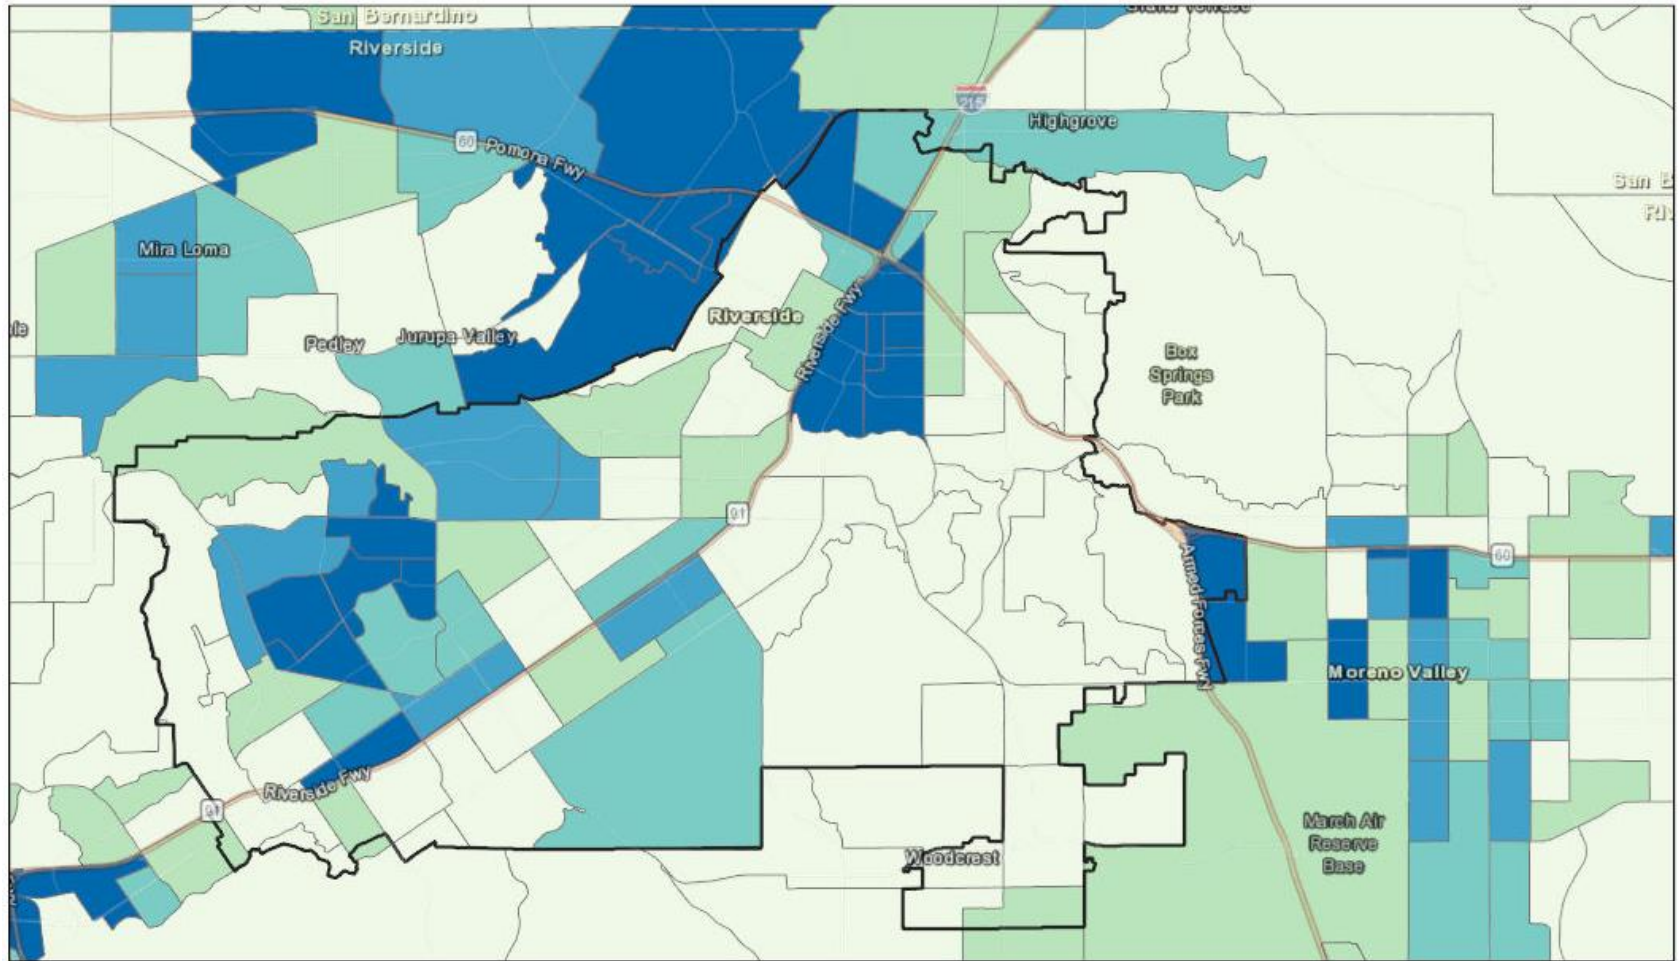 San Bernardino
Riverside
215
Highgrove
60
Pomona Fwy
San B
Riv
Mira Loma
Riverside
Riverside Fwy
Pedley
Jurupa Valley
Box
Springs
Park
91
60
Armed Forces Fwy
Moreno Valley
Riverside Fwy
91
March Air
Reserve
Base
Woodcrest